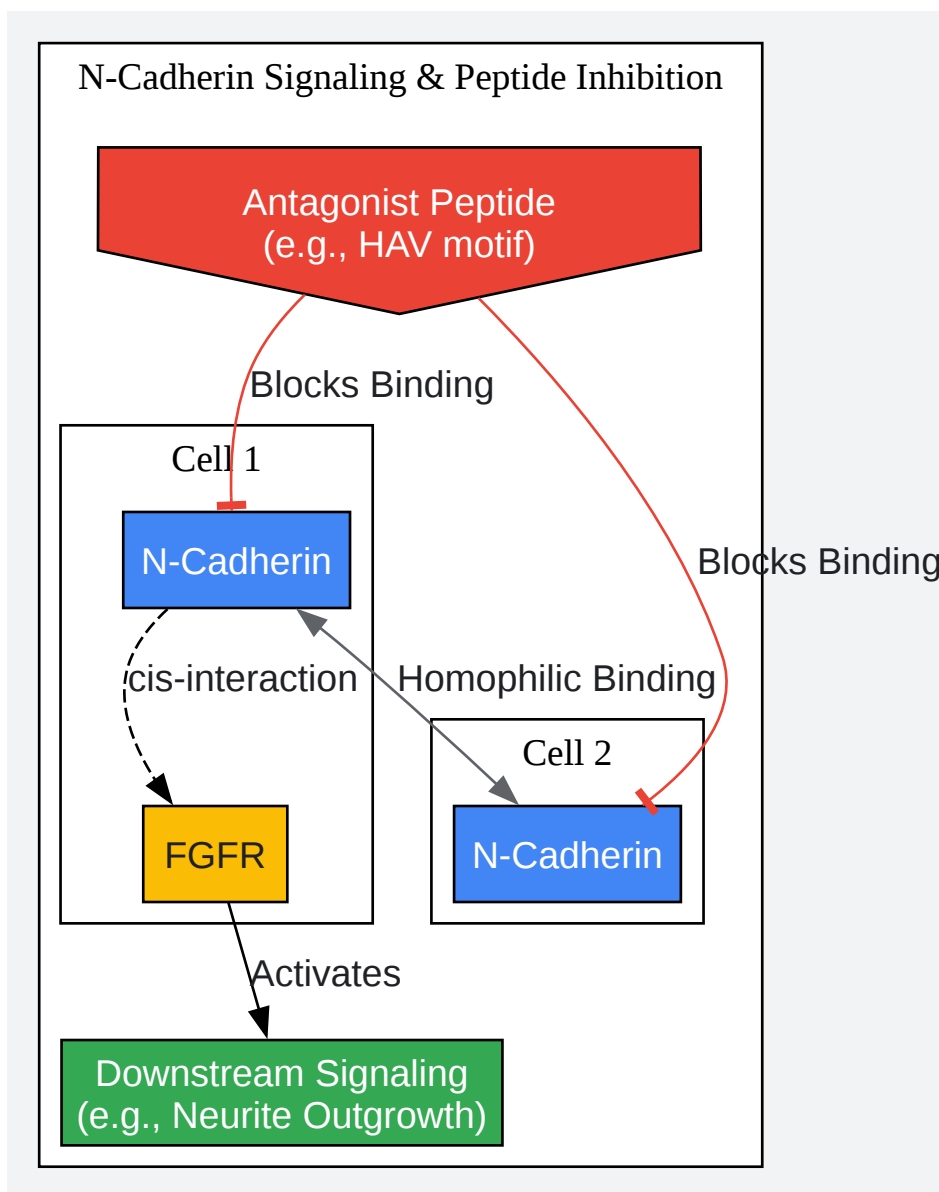 N-Cadherin Signaling & Peptide Inhibition
Antagonist Peptide
(e.g., HAV motif)
Blocks Binding
Cell 1
N-Cadherin
Blocks Binding
cis-interaction
Homophilic Binding
Cell 2
FGFR
N-Cadherin
Activates
Downstream Signaling
(e.g., Neurite Outgrowth)